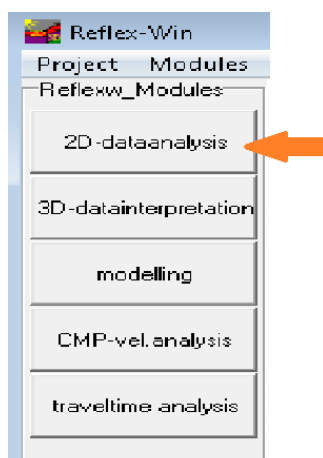 Reflex-Win
Project Modules
Reflexw_Modules
2D-dataanalysis
3D-datainterpretation
modelling
CMP-vel.analysis
traveltime analysis